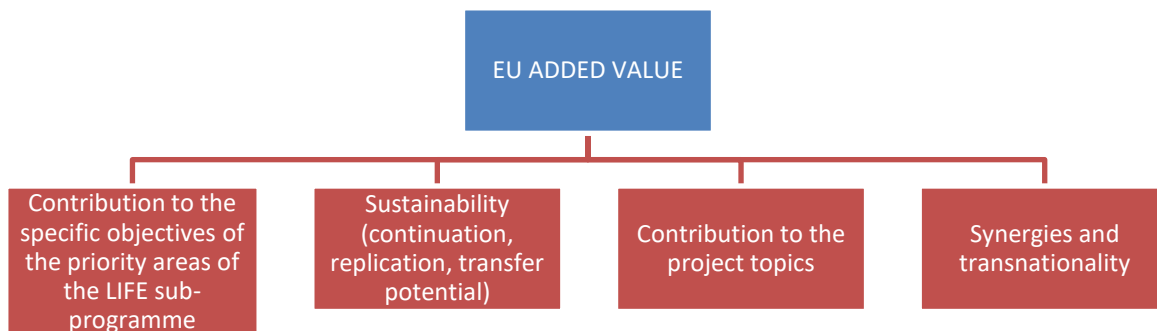 EU ADDED VALUE
Contribution to the
specific objectives of
the priority areas of
the LIFE sub-
programme
Sustainability
(continuation,
replication, transfer
potential)
Contribution to the
project topics
Synergies and
transnationality